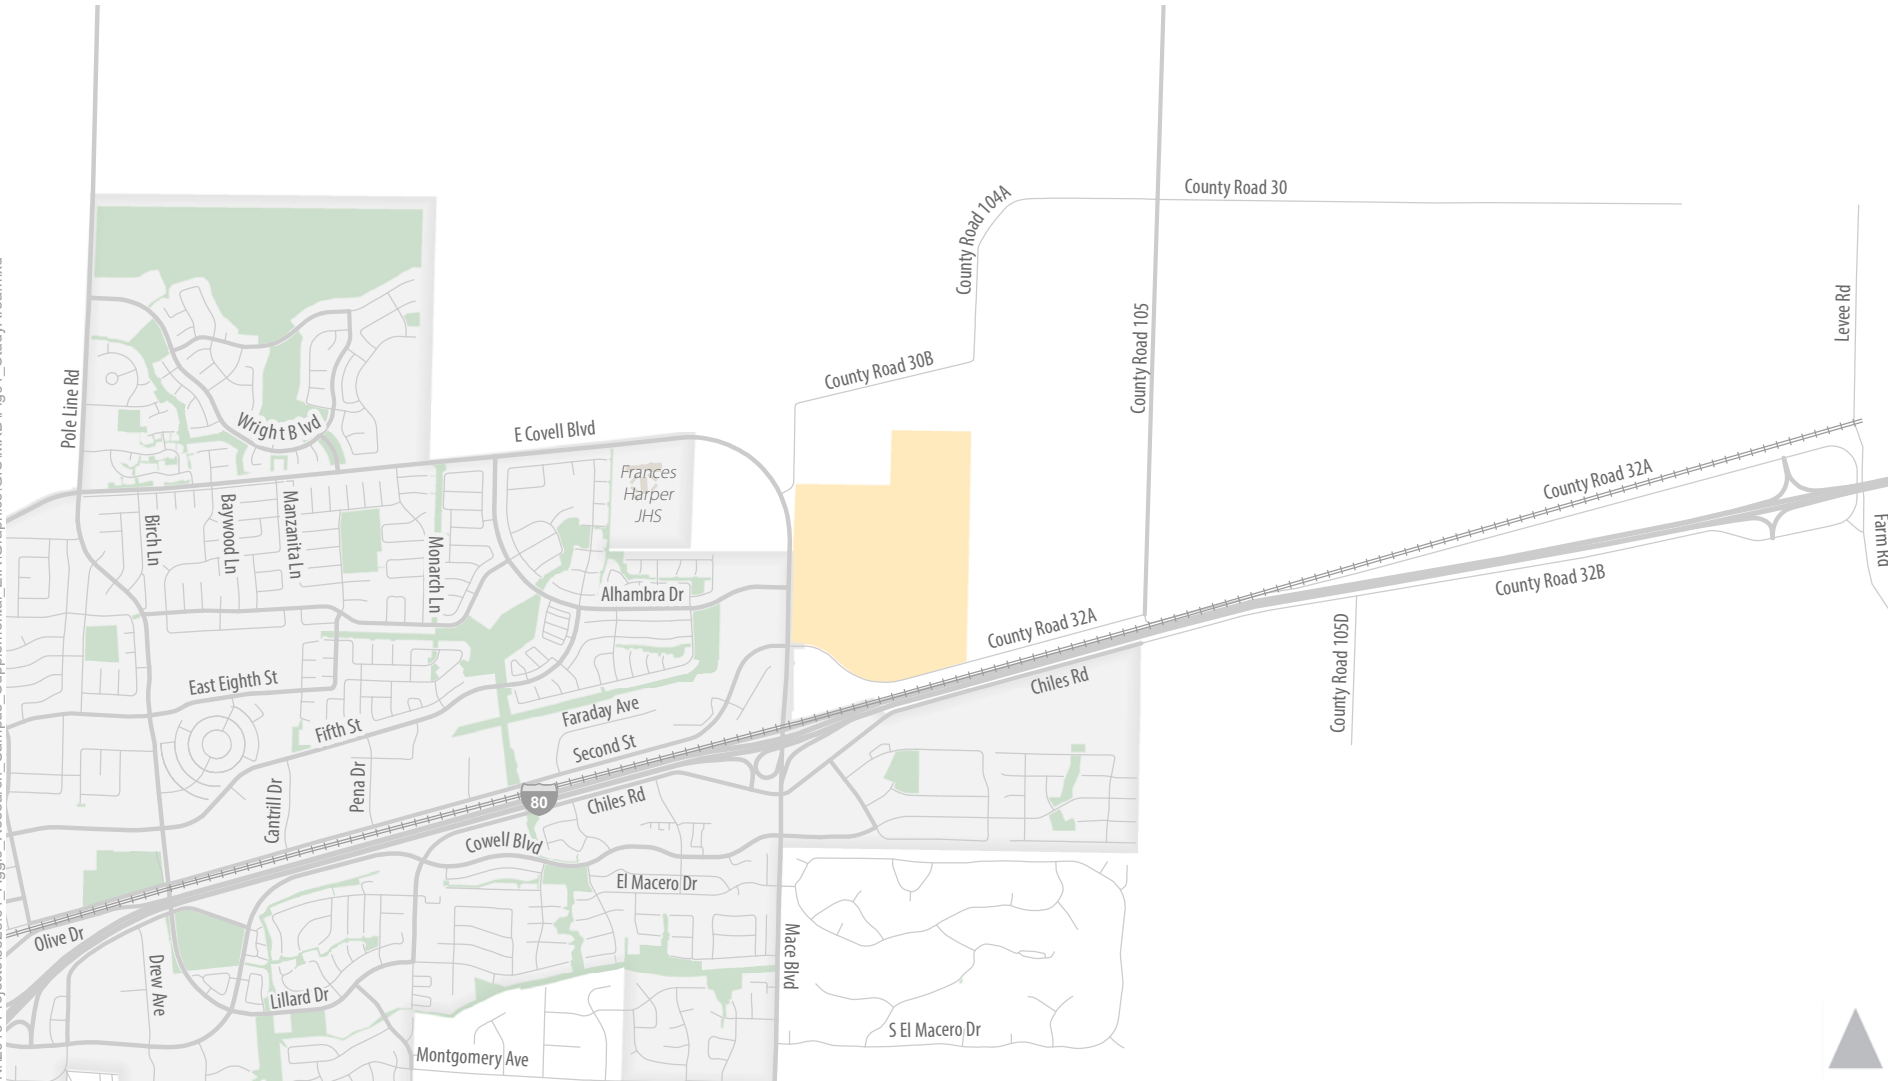 County Road 30
County Road 104A
Levee Rd
County Road 105
County Road 30B
Pole Line Rd
Wright Blvd
E Covell Blvd
Frances
Harper
JHS
County Road 32A
Birch Ln
Baywood Ln
Manzanita Ln
Monarch Ln
Farm Rd
County Road 32B
Alhambra Dr
County Road 32A
County Road 105D
East Eighth St
Chiles Rd
Faraday Ave
Fifth St
Second St
Cantrill Dr
Pena Dr
80
Chiles Rd
Cowell Blvd
El Macero Dr
Olive Dr
Mace Blvd
Drew Ave
Lillard Dr
S El Macero Dr
Montgomery Ave